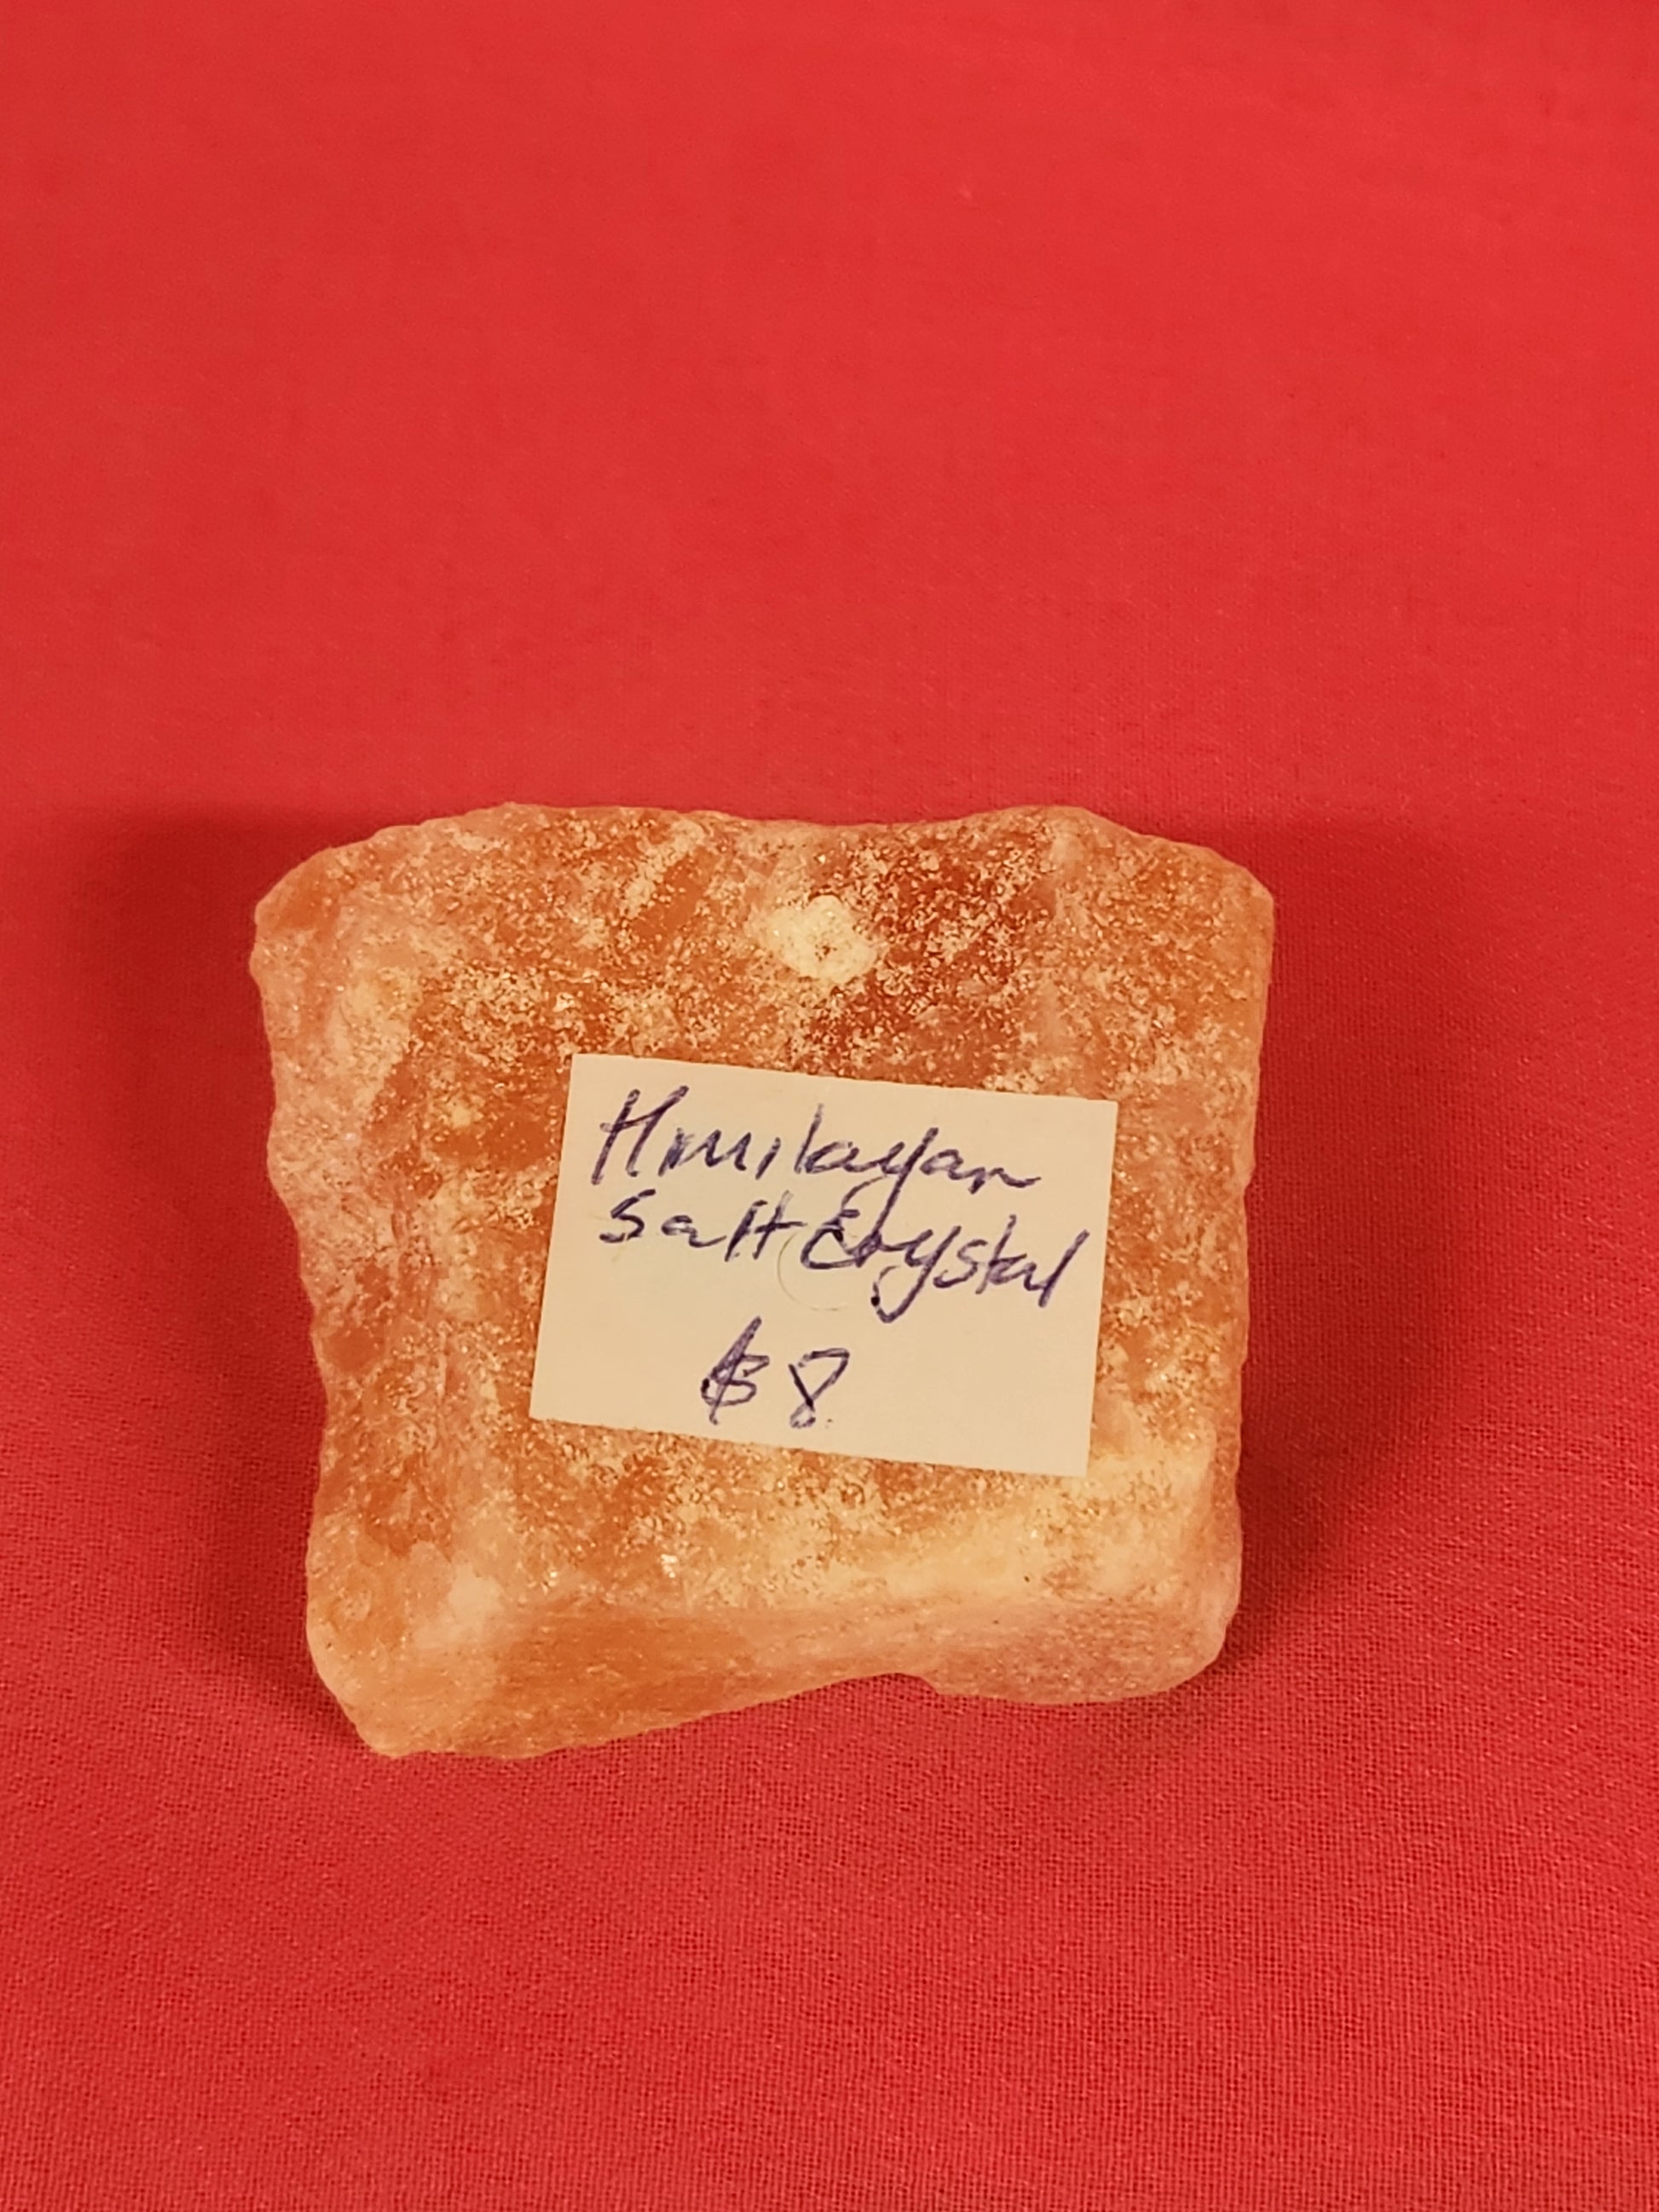 Himilayan
Salt Crystal
$8